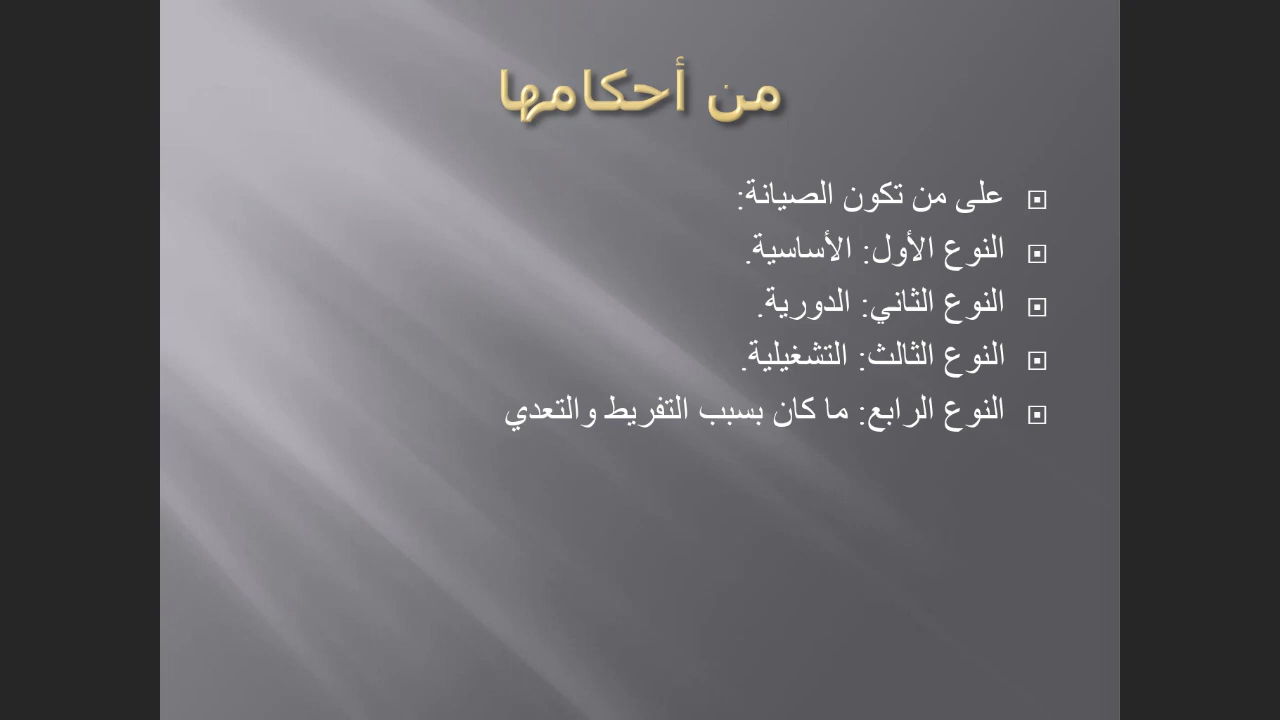 من أحكامها
على من تكون الصيانة:
النوع الأول: الأساسية.
النوع الثاني: الدورية.
النوع الثالث: التشغيلية.
النوع الرابع: ما كان بسبب التفريط والتعدي